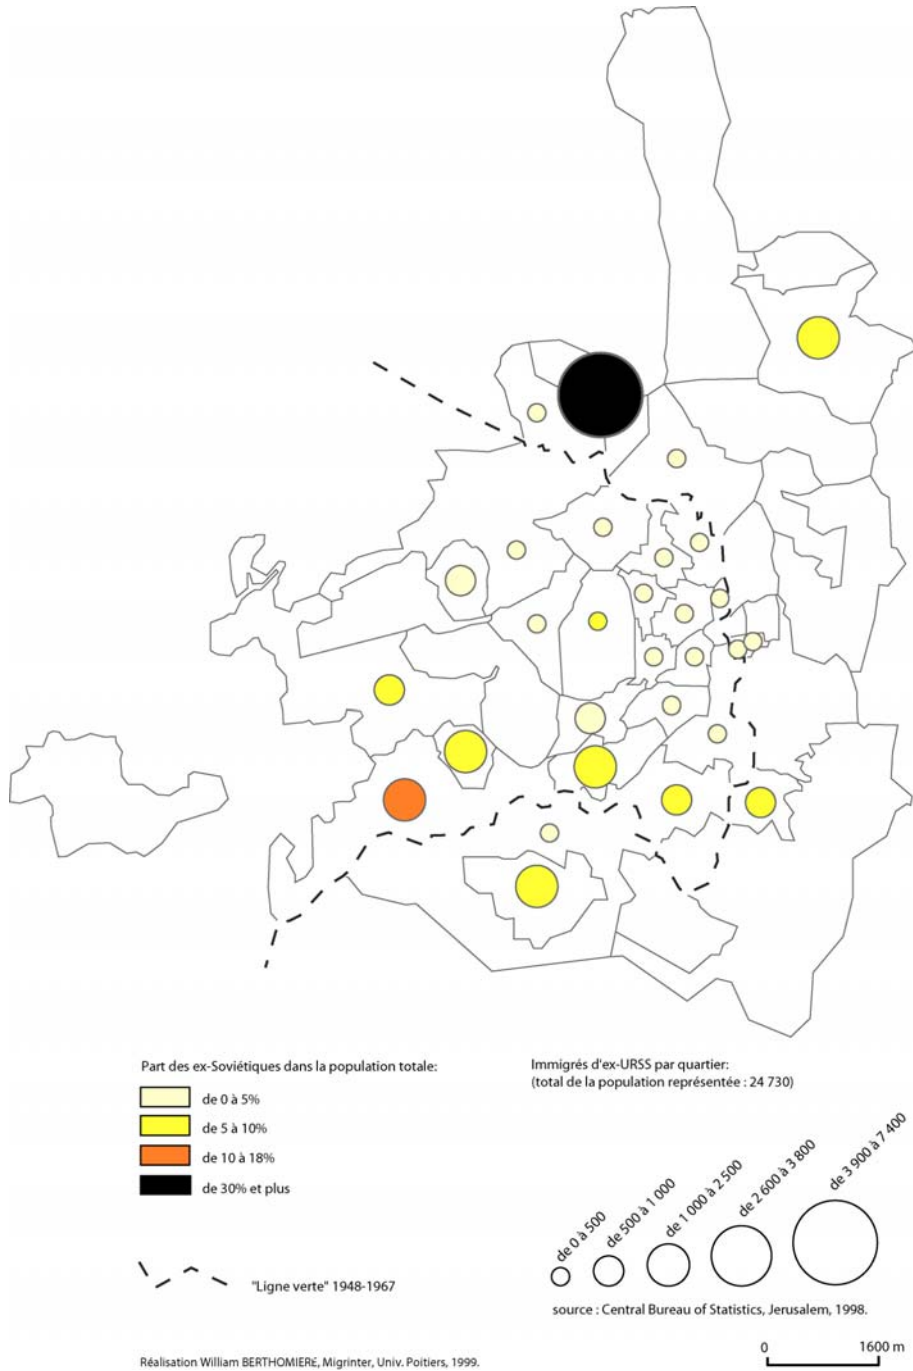 Part des ex-Soviétiques dans la population totale:
de 0 à 5%
de 5 à 10%
de 10 à 18%
de 30% et plus
"Ligne verte" 1948-1967
Immigrés d'ex-URSS par quartier:
(total de la population représentée : 24 730)
de 0 à 500
de 500 à 1 000
de 1 000 à 2 500
de 2 600 à 3 800
de 3 900 à 7 400
source : Central Bureau of Statistics, Jerusalem, 1998.
0 1600 m
Réalisation William BERTHOMIERE, Migrinter, Univ. Poitiers, 1999.